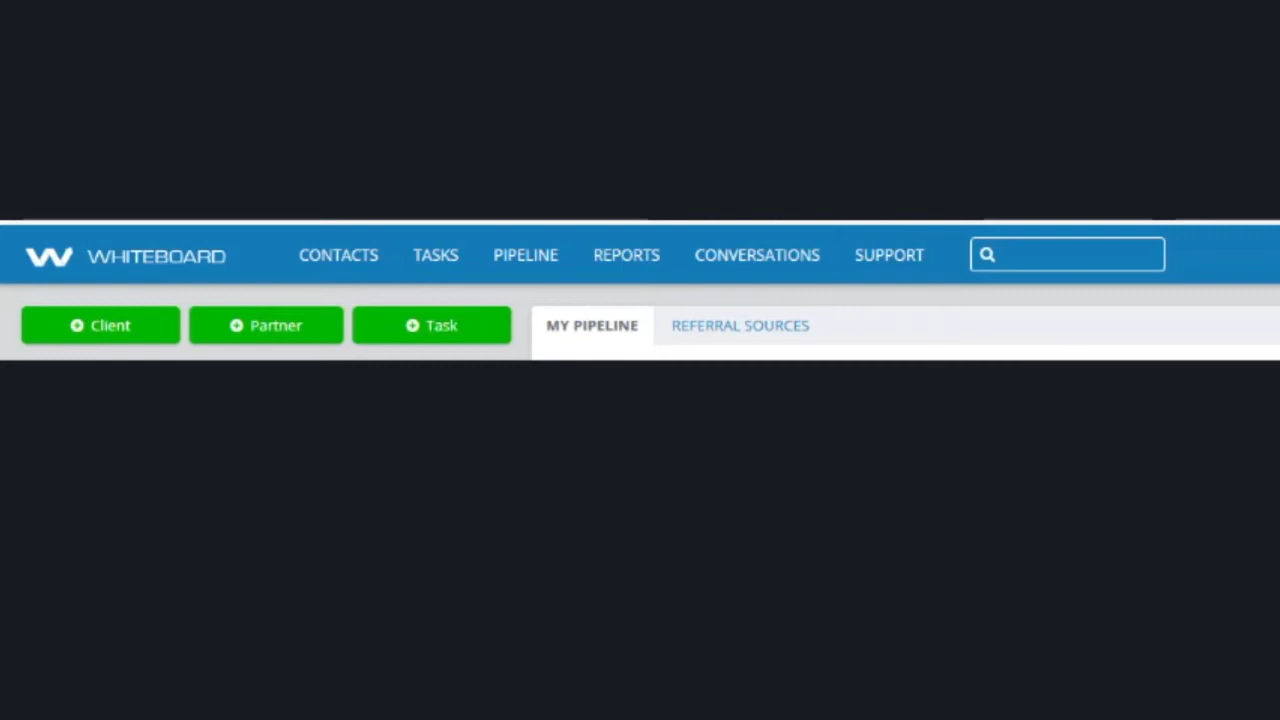 WHITEBOARD CONTACTS TASKS PIPELINE REPORTS CONVERSATIONS SUPPORT
Client Partner Task MY PIPELINE REFERRAL SOURCES